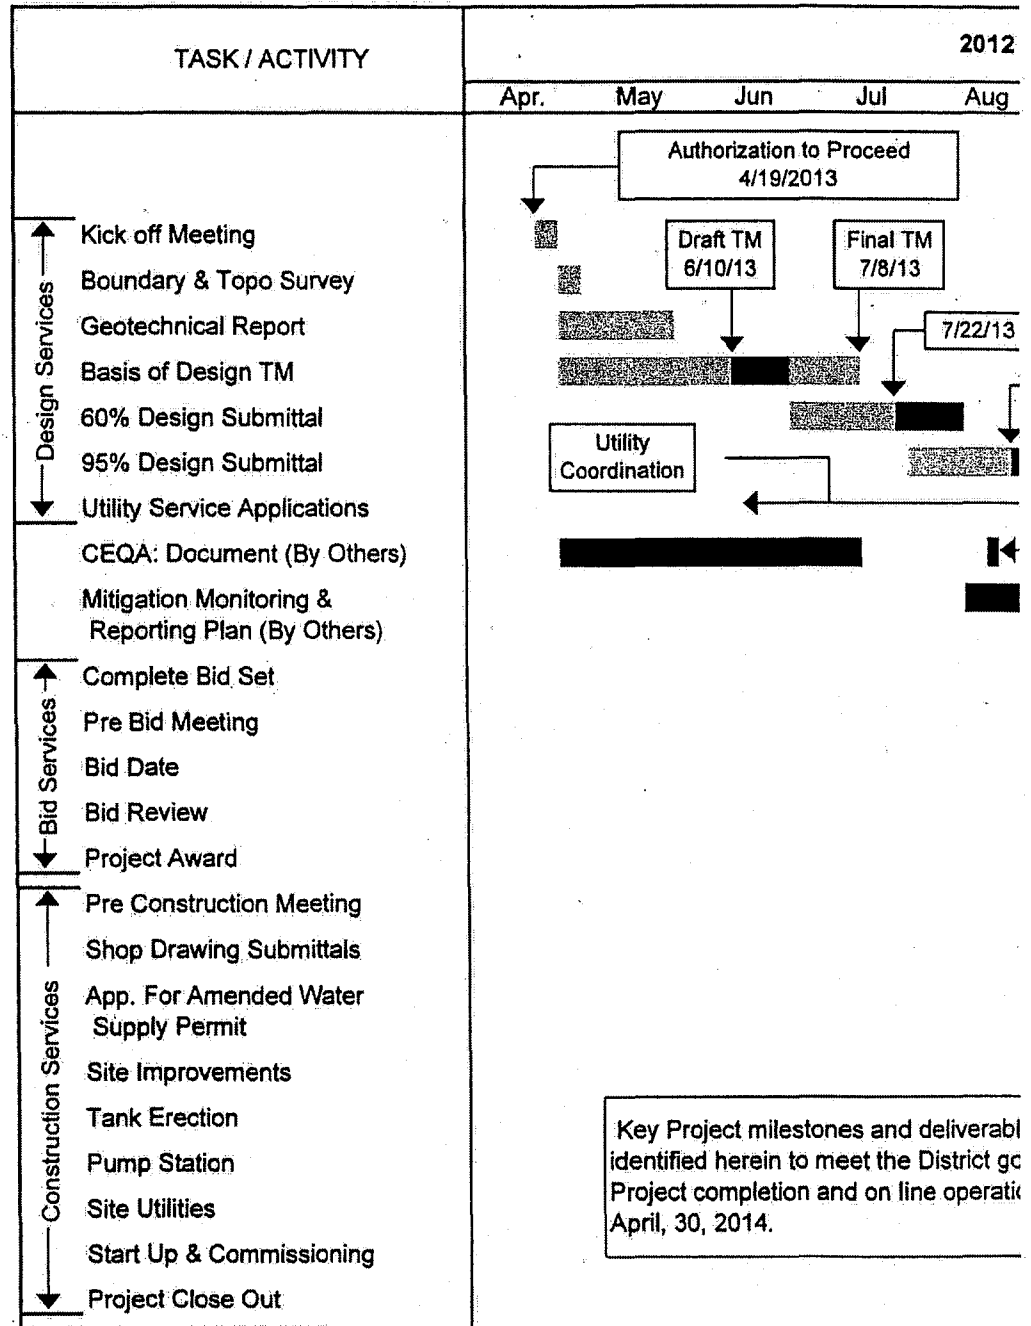 TASK / ACTIVITY
2012
Apr. May Jun Jul Aug
Authorization to Proceed
4/19/2013
Kick off Meeting
Draft TM
6/10/13
Final TM
7/8/13
Boundary & Topo Survey
Geotechnical Report
7/22/13
Basis of Design TM
60% Design Submittal
Utility
Coordination
95% Design Submittal
Utility Service Applications
Design Services
CEQA: Document (By Others)
Mitigation Monitoring &
Reporting Plan (By Others)
Complete Bid Set
Pre Bid Meeting
Bid Date
Bid Review
Project Award
Bid Services
Pre Construction Meeting
Shop Drawing Submittals
App. For Amended Water
Supply Permit
Site Improvements
Tank Erection
Pump Station
Site Utilities
Start Up & Commissioning
Project Close Out
Construction Services
Key Project milestones and deliverabl
identified herein to meet the District go
Project completion and on line operatio
April, 30, 2014.